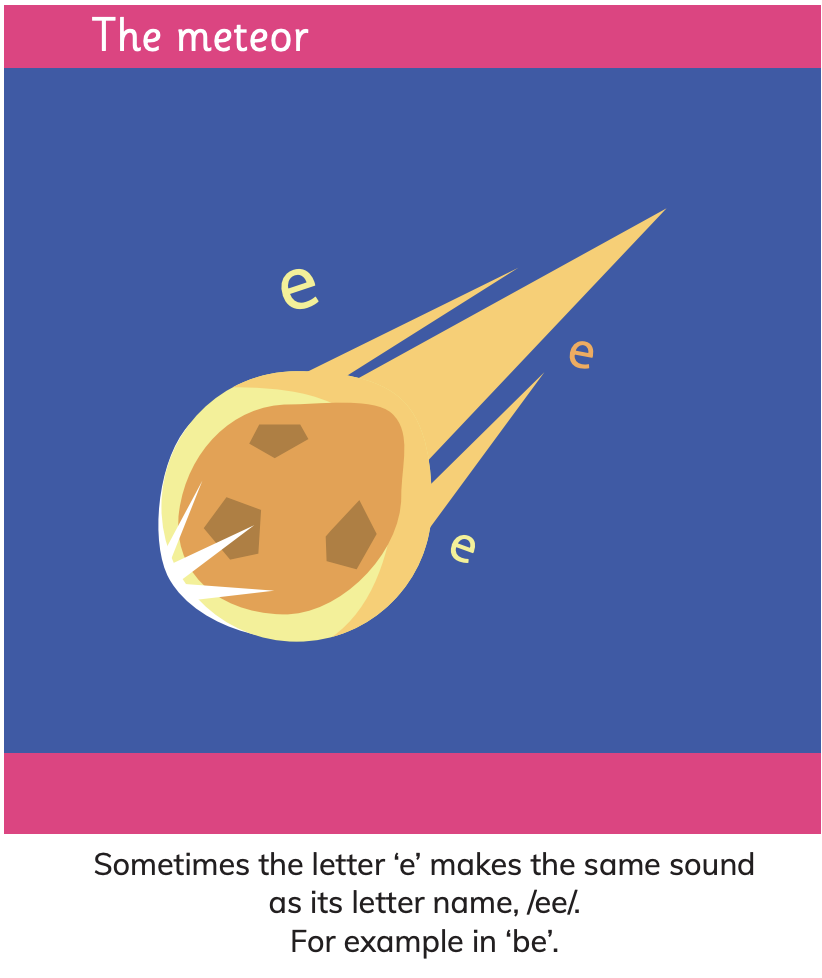 The meteor
e
e
e
Sometimes the letter ‘e’ makes the same sound
as its letter name, /ee/.
For example in ‘be’.